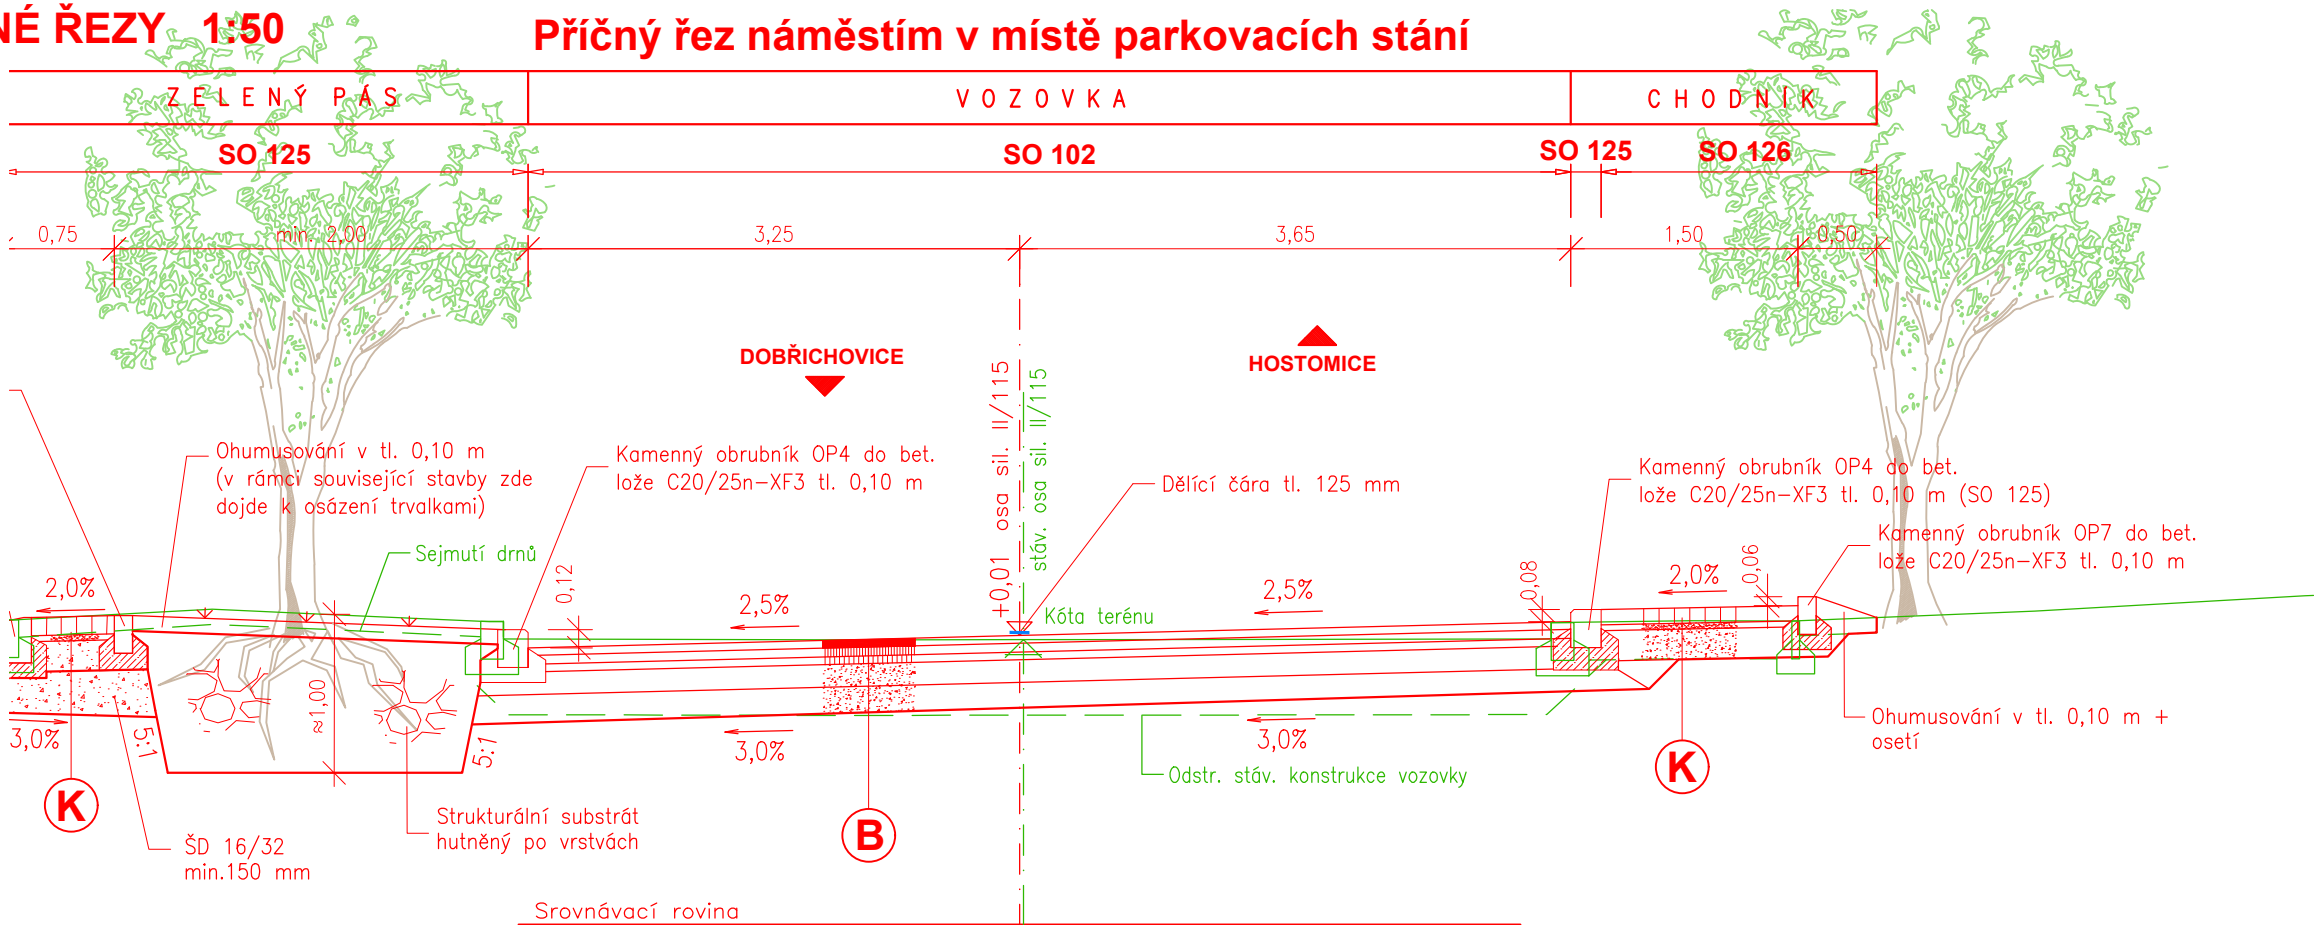 NÉ ŘEZY 1:50
Příčný řez náměstím v místě parkovacích stání
ZELENÝ PÁS
VOZOVKA
CHODNÍK
SO 125
SO 102
SO 125
SO 126
0,75
min. 2,00
3,25
3,65
1,50
0,50
DOBŘICHOVICE
HOSTOMICE
+0,01 osa sil. II/115
stáv. osa sil. II/115
Ohumusování v tl. 0,10 m
(v rámci související stavby zde
dojde k osázení trvalkami)
Kamenný obrubník OP4 do bet.
lože C20/25n-XF3 tl. 0,10 m
Dělící čára tl. 125 mm
Kamenný obrubník OP4 do bet.
lože C20/25n-XF3 tl. 0,10 m (SO 125)
Kamenný obrubník OP7 do bet.
lože C20/25n-XF3 tl. 0,10 m
Sejmutí drnů
2,0%
0,12
2,5%
Kóta terénu
2,5%
0,08
2,0%
0,06
≈1,00
3,0%
5:1
5:1
3,0%
3,0%
Ohumusování v tl. 0,10 m +
osetí
Odstr. stáv. konstrukce vozovky
K
B
K
Strukturální substrát
hutněný po vrstvách
ŠD 16/32
min.150 mm
Srovnávací rovina